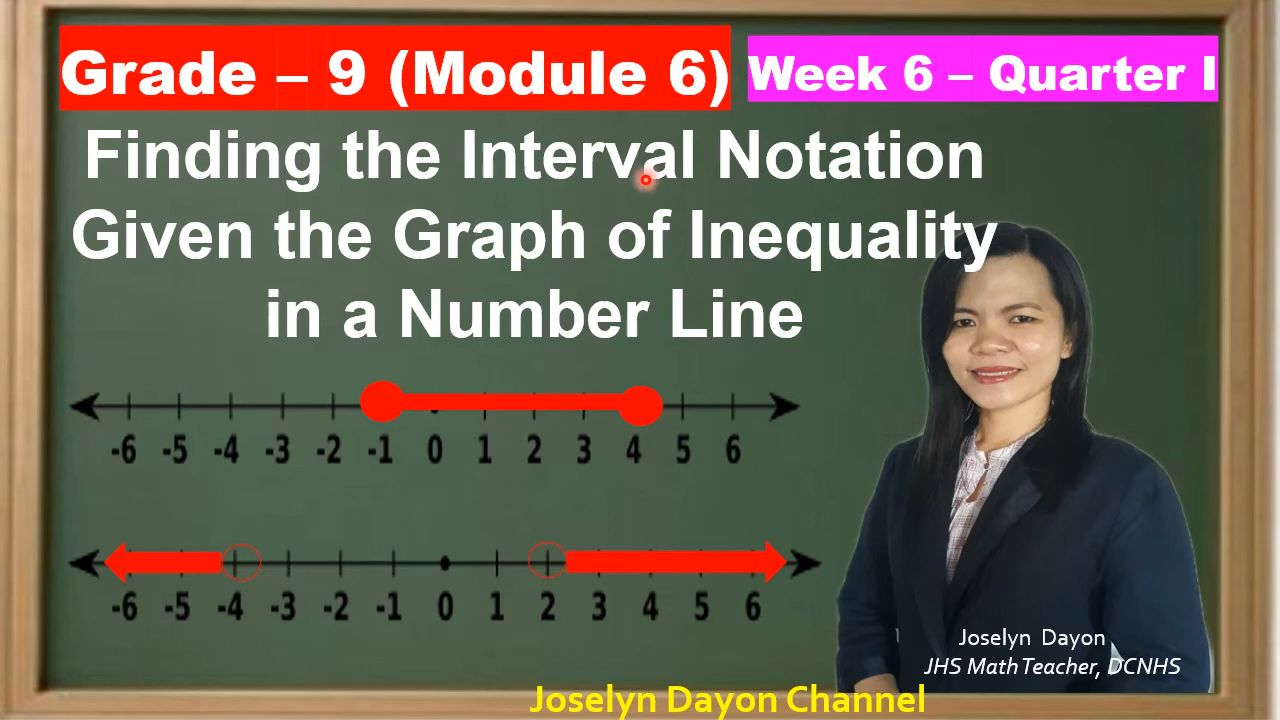 Grade – 9 (Module 6)
Week 6 – Quarter I
Finding the Interval Notation
Given the Graph of Inequality
in a Number Line
-6 -5 -4 -3 -2 -1 0 1 2 3 4 5 6
-6 -5 -4 -3 -2 -1 0 1 2 3 4 5 6
Joselyn Dayon
JHS Math Teacher, DCNHS
Joselyn Dayon Channel